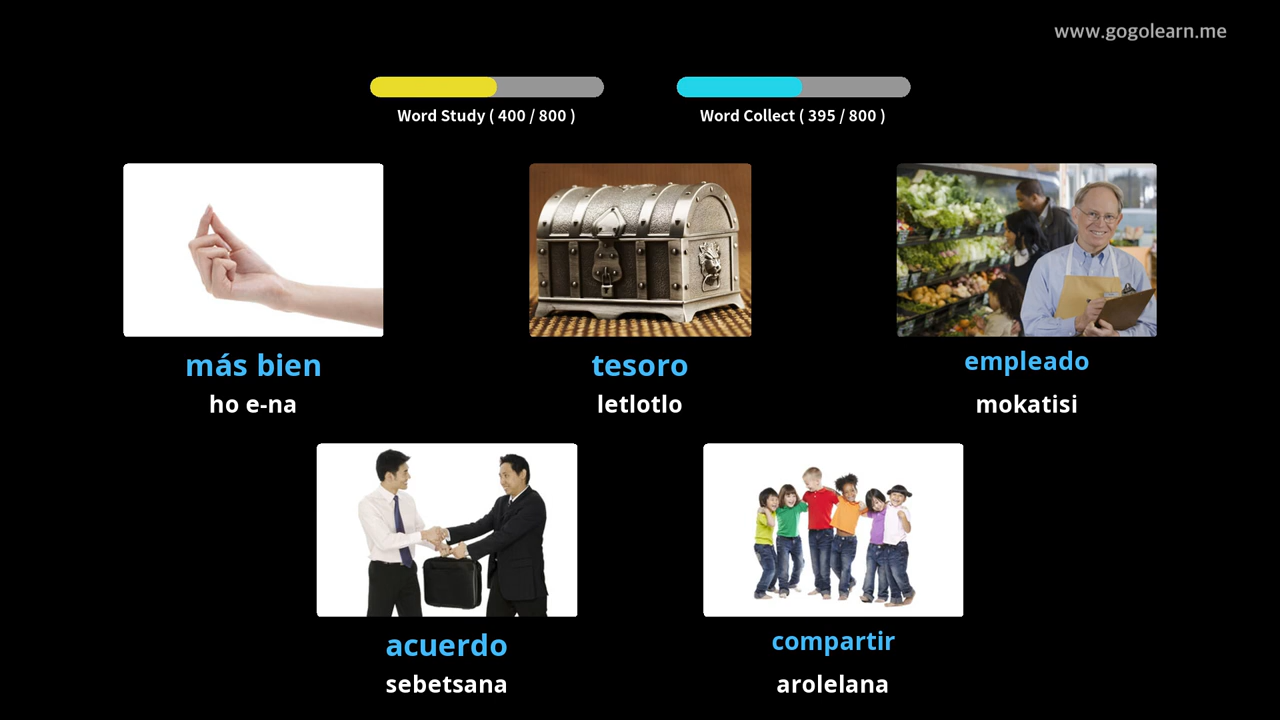 www.gogolearn.me
Word Study ( 400 / 800 )
Word Collect ( 395 / 800 )
más bien
ho e-na
tesoro
letlotlo
empleado
mokatisi
acuerdo
sebetsana
compartir
arolelana